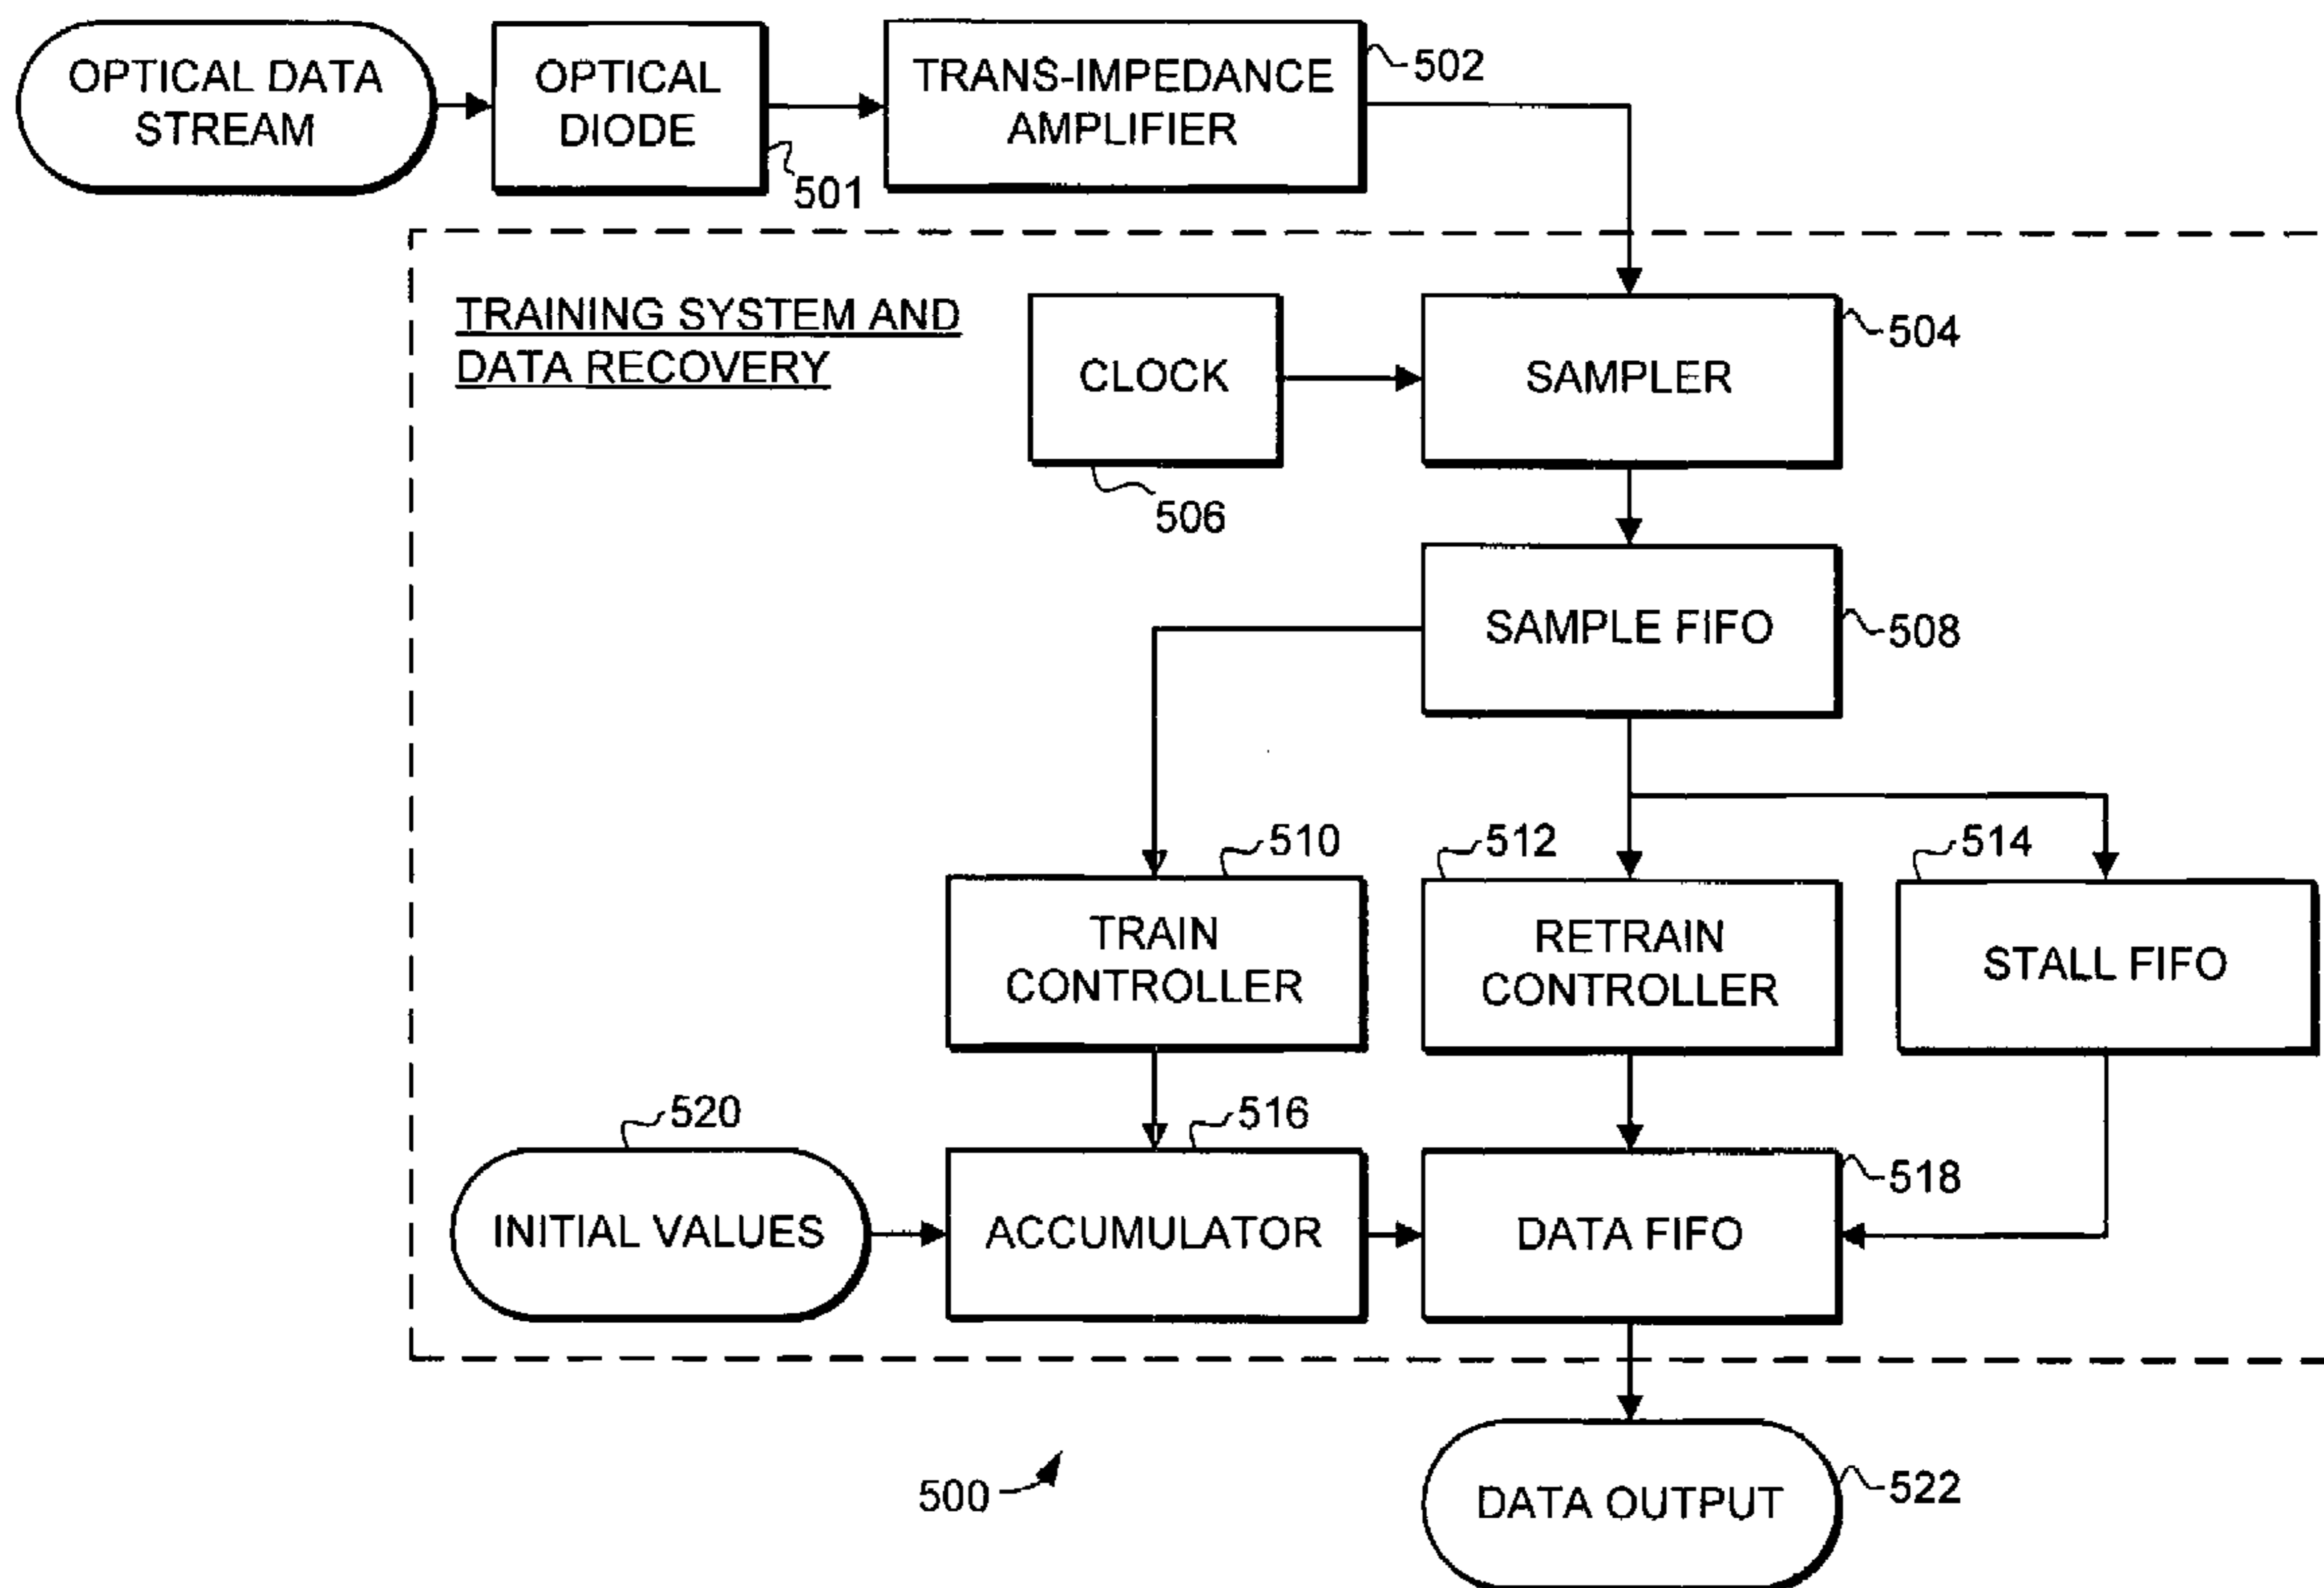 OPTICAL DATA
STREAM
OPTICAL
DIODE
501
TRANS-IMPEDANCE
AMPLIFIER
502
TRAINING SYSTEM AND
DATA RECOVERY
CLOCK
506
SAMPLER
504
SAMPLE FIFO
508
510
TRAIN
CONTROLLER
512
RETRAIN
CONTROLLER
514
STALL FIFO
520
INITIAL VALUES
516
ACCUMULATOR
518
DATA FIFO
500
DATA OUTPUT
522